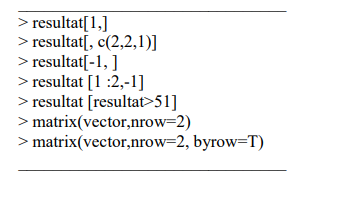 > resultat[1,]
> resultat[, c(2,2,1)]
> resultat[-1, ]
> resultat [1 :2,-1]
> resultat [resultat>51]
> matrix(vector,nrow=2)
> matrix(vector,nrow=2, byrow=T)